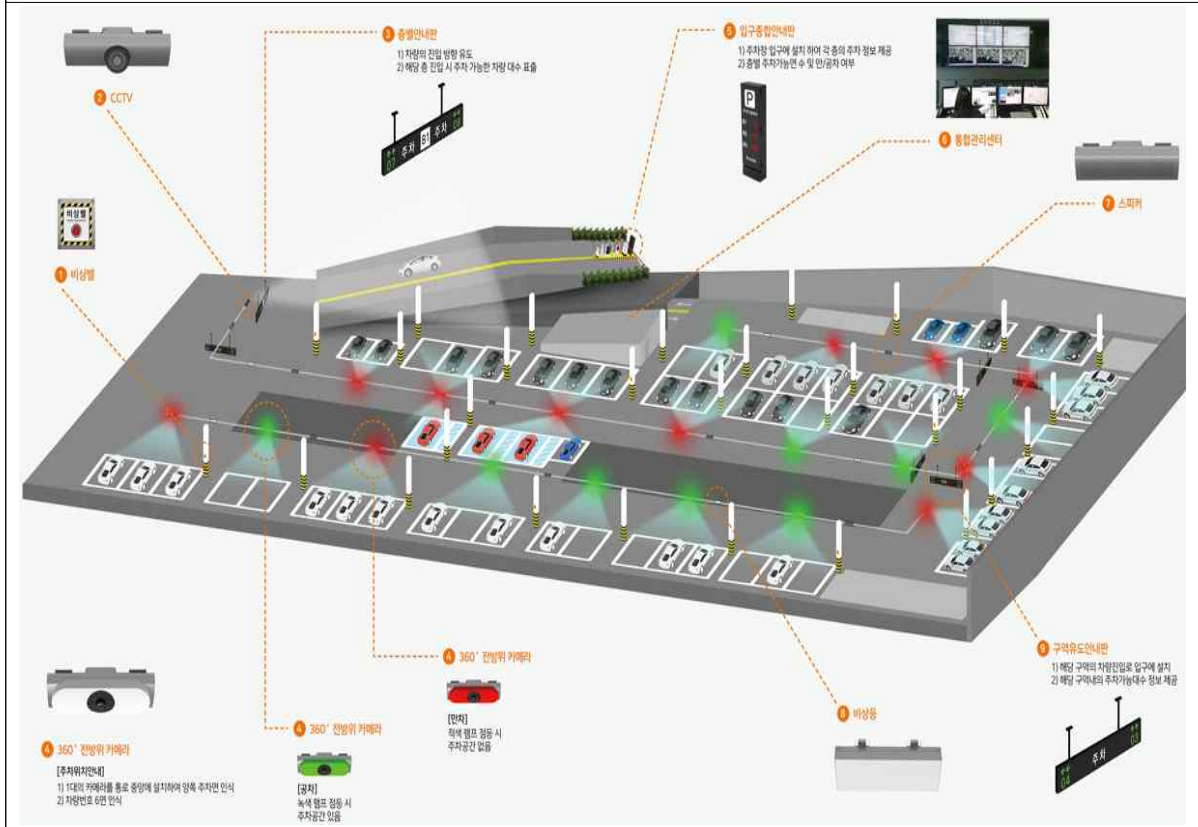 3 층별안내판
1) 차량의 진입 방향 유도
2) 해당 층 진입 시 주차 가능한 차량 대수 표출
07 주차 B1 주차 08
2 CCTV
5 입구종합안내판
1) 주차장 입구에 설치 하여 각 층의 주차 정보 제공
2) 층별 주차가능면 수 및 만/공차 여부
P
6 통합관리센터
7 스피커
비상벨
1 비상벨
4 360° 전방위 카메라
[주차위치안내]
1) 1대의 카메라를 통로 중앙에 설치하여 양쪽 주차면 인식
2) 차량번호 6면 인식
4 360° 전방위 카메라
[공차]
녹색 램프 점등 시
주차공간 있음
4 360° 전방위 카메라
[만차]
적색 램프 점등 시
주차공간 없음
8 비상등
9 구역유도안내판
1) 해당 구역의 차량진입로 입구에 설치
2) 해당 구역내의 주차가능대수 정보 제공
04 주차 03